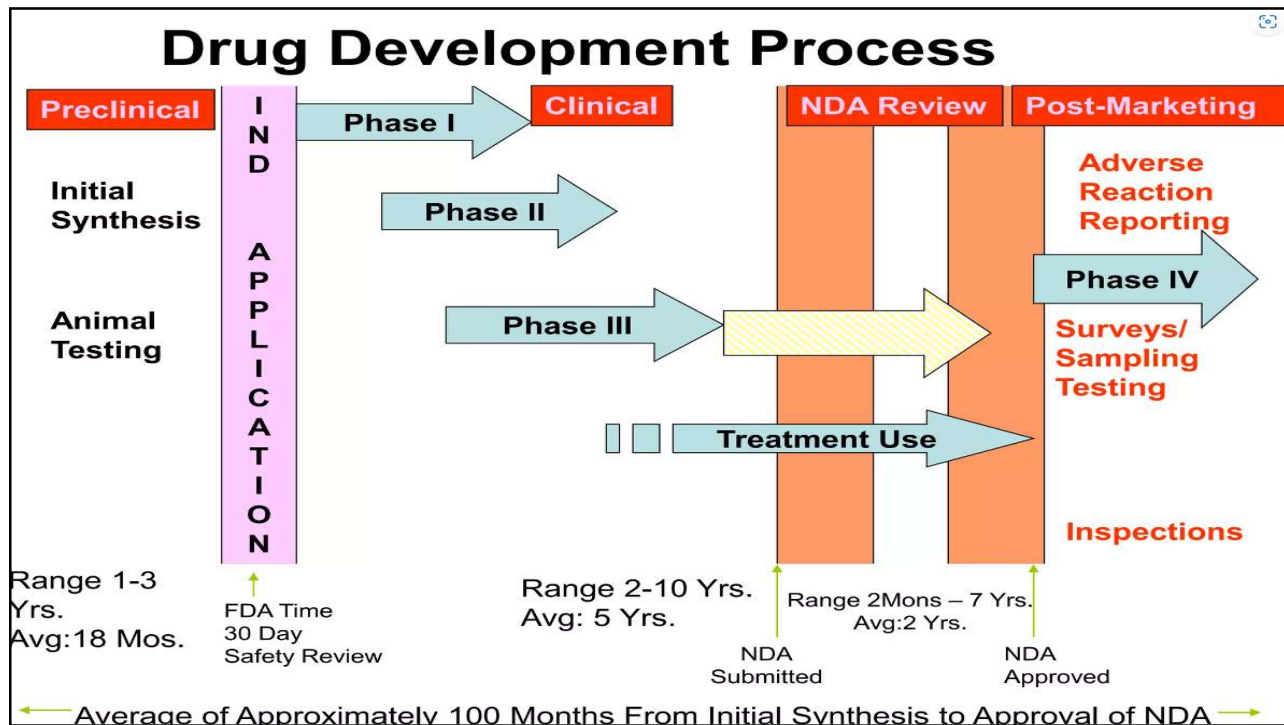 Drug Development Process
Preclinical
IND APPLICATION
Phase I
Clinical
NDA Review
Post-Marketing
Initial
Synthesis
Phase II
Adverse
Reaction
Reporting
Phase IV
Animal
Testing
Phase III
Surveys/
Sampling
Testing
Treatment Use
Inspections
Range 1-3
Yrs.
Avg:18 Mos.
FDA Time
30 Day
Safety Review
Range 2-10 Yrs.
Avg: 5 Yrs.
Range 2Mons – 7 Yrs.
Avg:2 Yrs.
NDA
Submitted
NDA
Approved
Average of Approximately 100 Months From Initial Synthesis to Approval of NDA